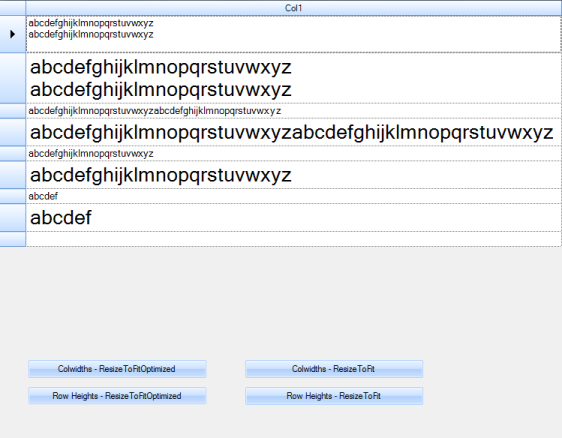 Col1
abcdefghijklmnopqrstuvwxyz
abcdefghijklmnopqrstuvwxyz
abcdefghijklmnopqrstuvwxyz
abcdefghijklmnopqrstuvwxyz
abcdefghijklmnopqrstuvwxyzabcdefghijklmnopqrstuvwxyz
abcdefghijklmnopqrstuvwxyzabcdefghijklmnopqrstuvwxyz
abcdefghijklmnopqrstuvwxyz
abcdefghijklmnopqrstuvwxyz
abcdef
abcdef
Colwidths - ResizeToFitOptimized
Colwidths - ResizeToFit
Row Heights - ResizeToFitOptimized
Row Heights - ResizeToFit